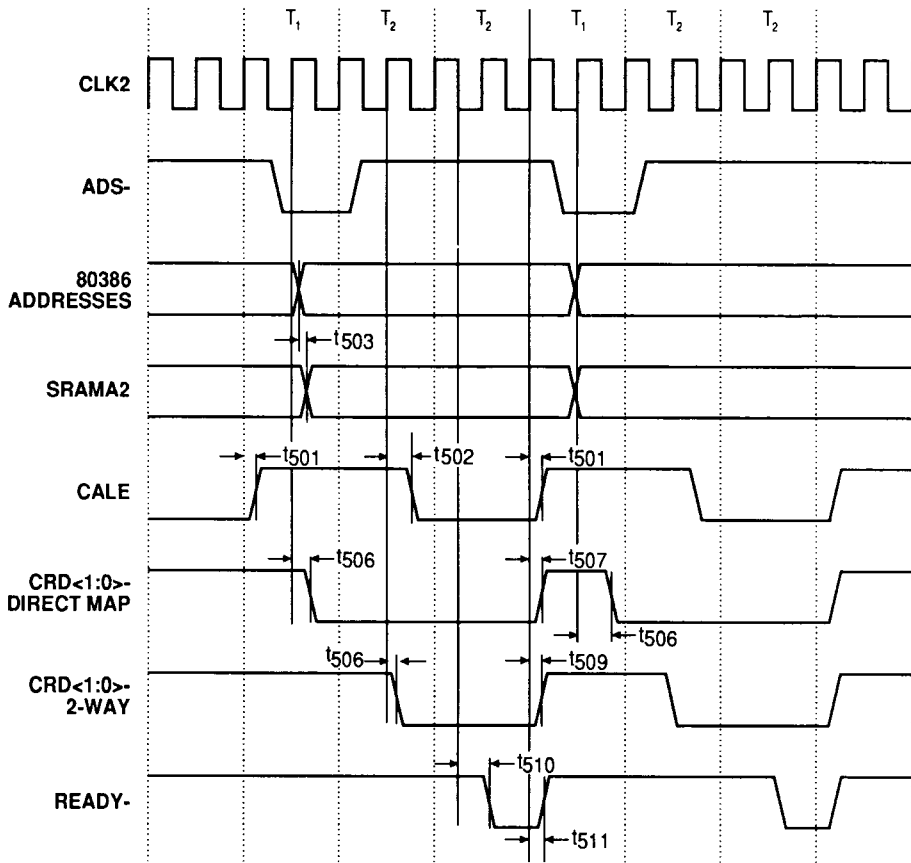 T1 T2 T2 T1 T2 T2
CLK2
ADS-
80386
ADDRESSES
t503
SRAMA2
t501 t502 t501
CALE
t506 t507
CRD<1:0>-
DIRECT MAP
t506
t506 t509
CRD<1:0>-
2-WAY
t510
READY-
t511